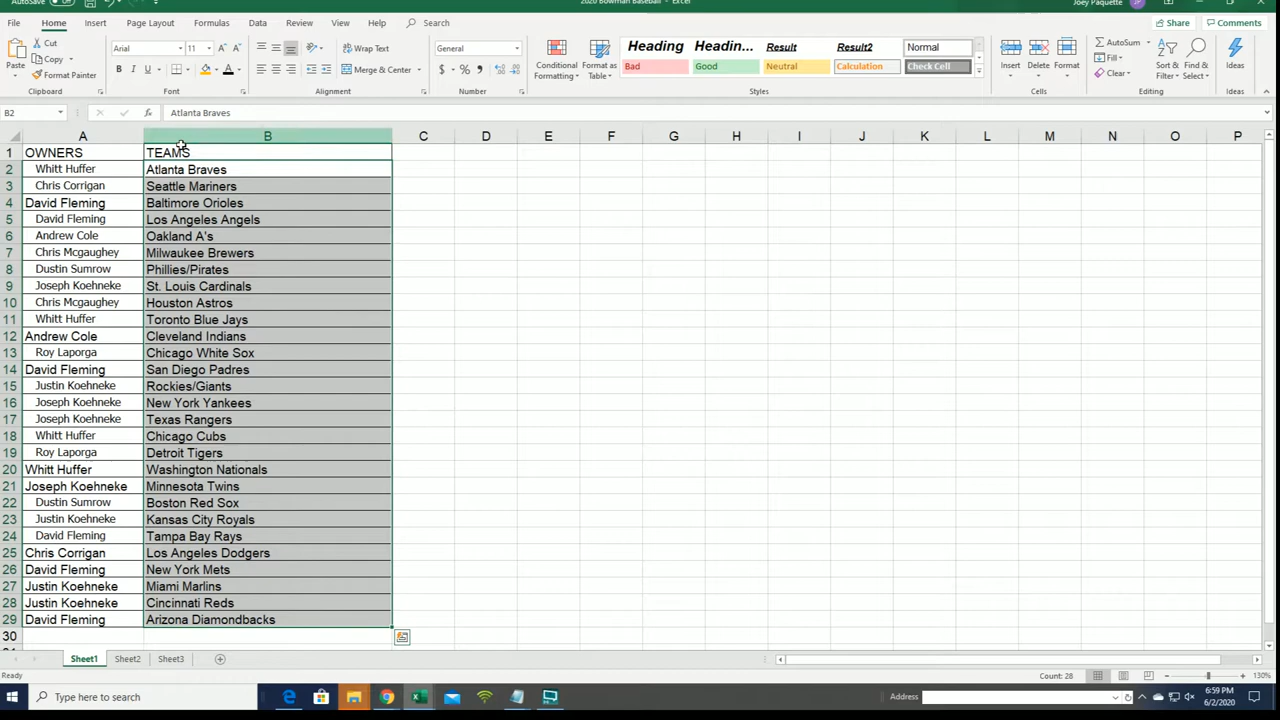 AutoSave Off
2020 Bowman Baseball - Excel
Joey Paquette JP
File Home Insert Page Layout Formulas Data Review View Help Search Share Comments
Cut
Copy
Format Painter
Paste
Arial 11
B I U
Wrap Text
Merge & Center
General
$ % ,
Conditional Formatting
Format as Table
Heading Headin... Result Result2 Normal
Bad Good Neutral Calculation Check Cell
Insert Delete Format
AutoSum
Fill
Clear
Sort & Filter
Find & Select
Ideas
Clipboard Font Alignment Number Styles Cells Editing Ideas
B2 fx Atlanta Braves
A B C D E F G H I J K L M N O P
1 OWNERS TEAMS
2 Whitt Huffer Atlanta Braves
3 Chris Corrigan Seattle Mariners
4 David Fleming Baltimore Orioles
5 David Fleming Los Angeles Angels
6 Andrew Cole Oakland A's
7 Chris Mcgaughey Milwaukee Brewers
8 Dustin Sumrow Phillies/Pirates
9 Joseph Koehneke St. Louis Cardinals
10 Chris Mcgaughey Houston Astros
11 Whitt Huffer Toronto Blue Jays
12 Andrew Cole Cleveland Indians
13 Roy Laporga Chicago White Sox
14 David Fleming San Diego Padres
15 Justin Koehneke Rockies/Giants
16 Joseph Koehneke New York Yankees
17 Joseph Koehneke Texas Rangers
18 Whitt Huffer Chicago Cubs
19 Roy Laporga Detroit Tigers
20 Whitt Huffer Washington Nationals
21 Joseph Koehneke Minnesota Twins
22 Dustin Sumrow Boston Red Sox
23 Justin Koehneke Kansas City Royals
24 David Fleming Tampa Bay Rays
25 Chris Corrigan Los Angeles Dodgers
26 David Fleming New York Mets
27 Justin Koehneke Miami Marlins
28 Justin Koehneke Cincinnati Reds
29 David Fleming Arizona Diamondbacks
30
Sheet1 Sheet2 Sheet3
Ready Count: 28 130%
Type here to search Address 6:59 PM
6/2/2020